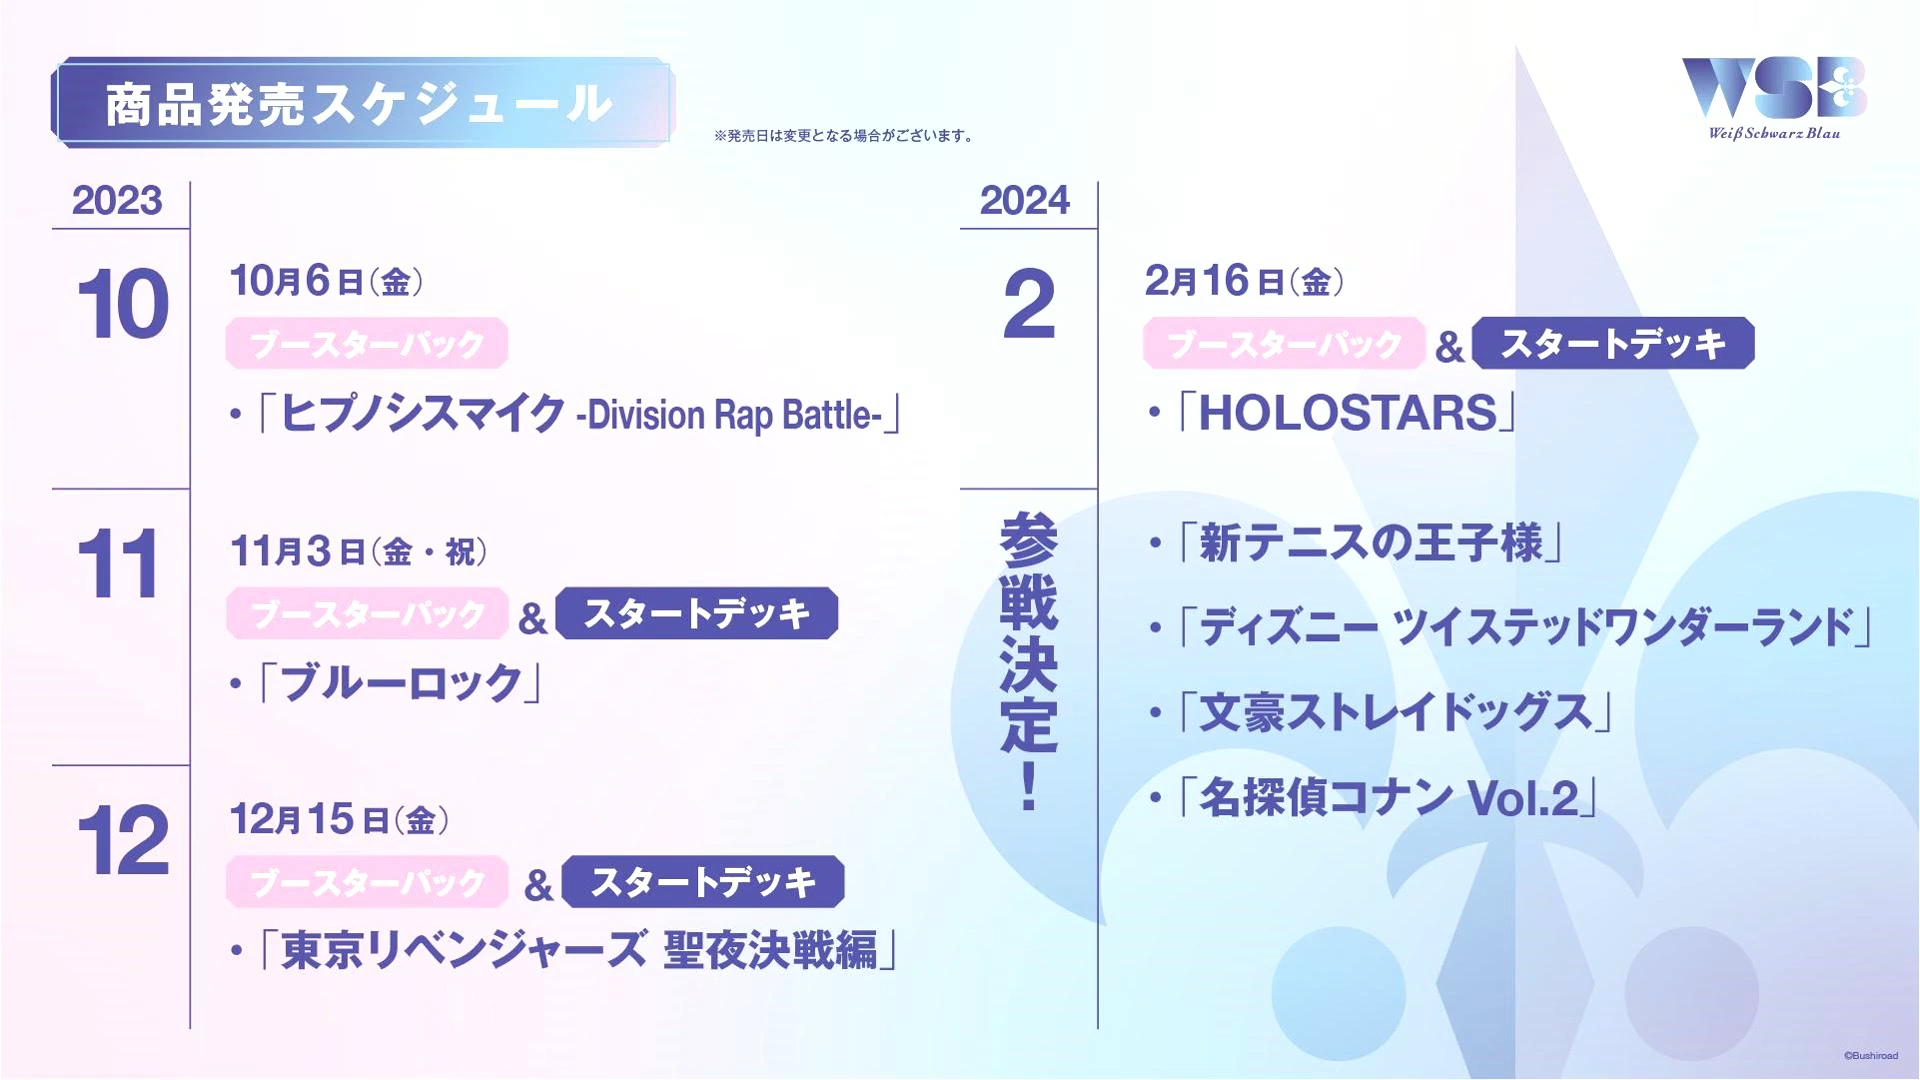 商品発売スケジュール
※発売日は変更となる場合がございます。
WSB
Weiß Schwarz Blau
2023
10
10月6日(金)
ブースターパック
・「ヒプノシスマイク -Division Rap Battle-」
11
11月3日(金・祝)
ブースターパック & スタートデッキ
・「ブルーロック」
12
12月15日(金)
ブースターパック & スタートデッキ
・「東京リベンジャーズ 聖夜決戦編」
2024
2
2月16日(金)
ブースターパック & スタートデッキ
・「HOLOSTARS」
参戦決定!
・「新テニスの王子様」
・「ディズニー ツイステッドワンダーランド」
・「文豪ストレイドッグス」
・「名探偵コナン Vol.2」
©Bushiroad